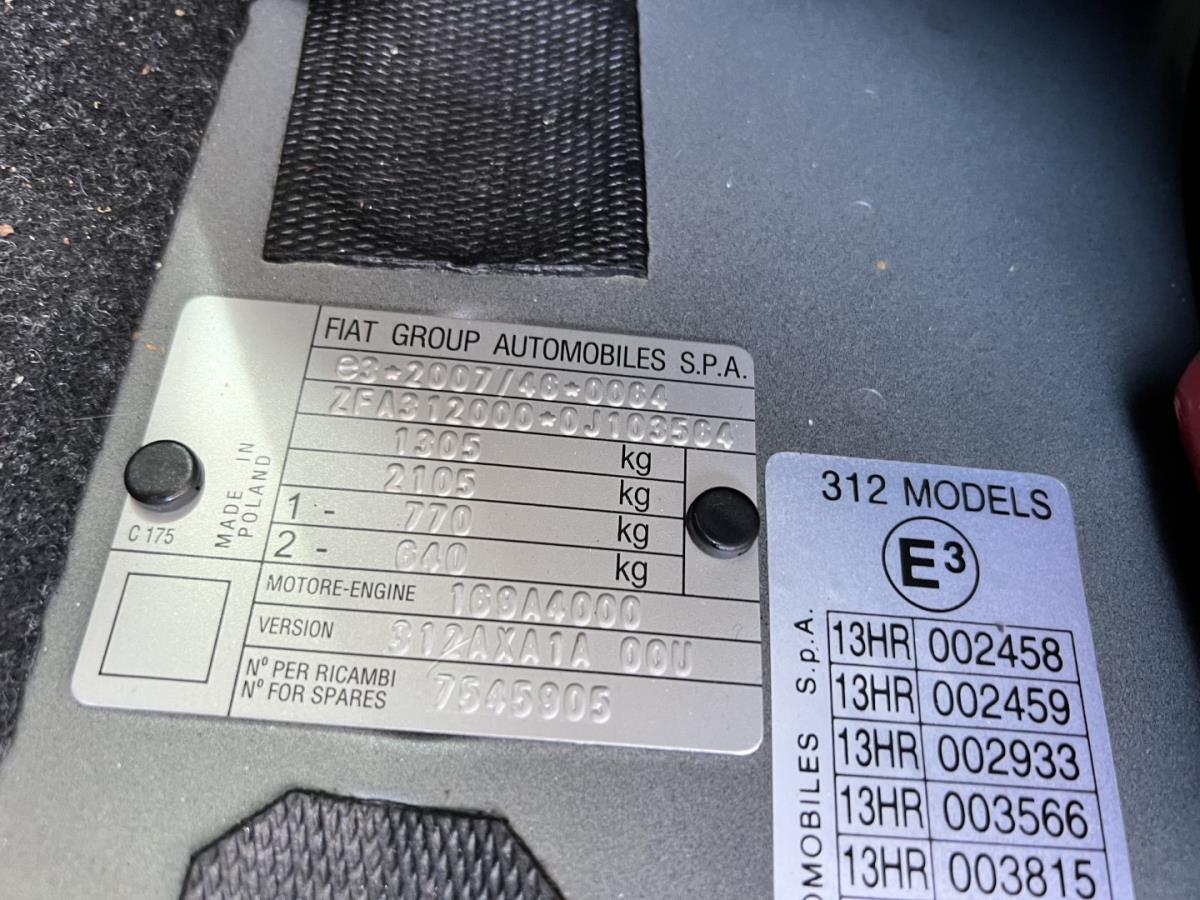 FIAT GROUP AUTOMOBILES S.P.A.
e3*2007/46*0064
ZFA312000*0J103564
1305 kg
2105 kg
1 - 770 kg
2 - 640 kg
MADE IN
POLAND
C 175
MOTORE-ENGINE 169A4000
VERSION 312AXA1A 00U
Nº PER RICAMBI
Nº FOR SPARES 7545905
312 MODELS
E3
13HR 002458
13HR 002459
13HR 002933
13HR 003566
13HR 003815
OMOBILES S.p.A.